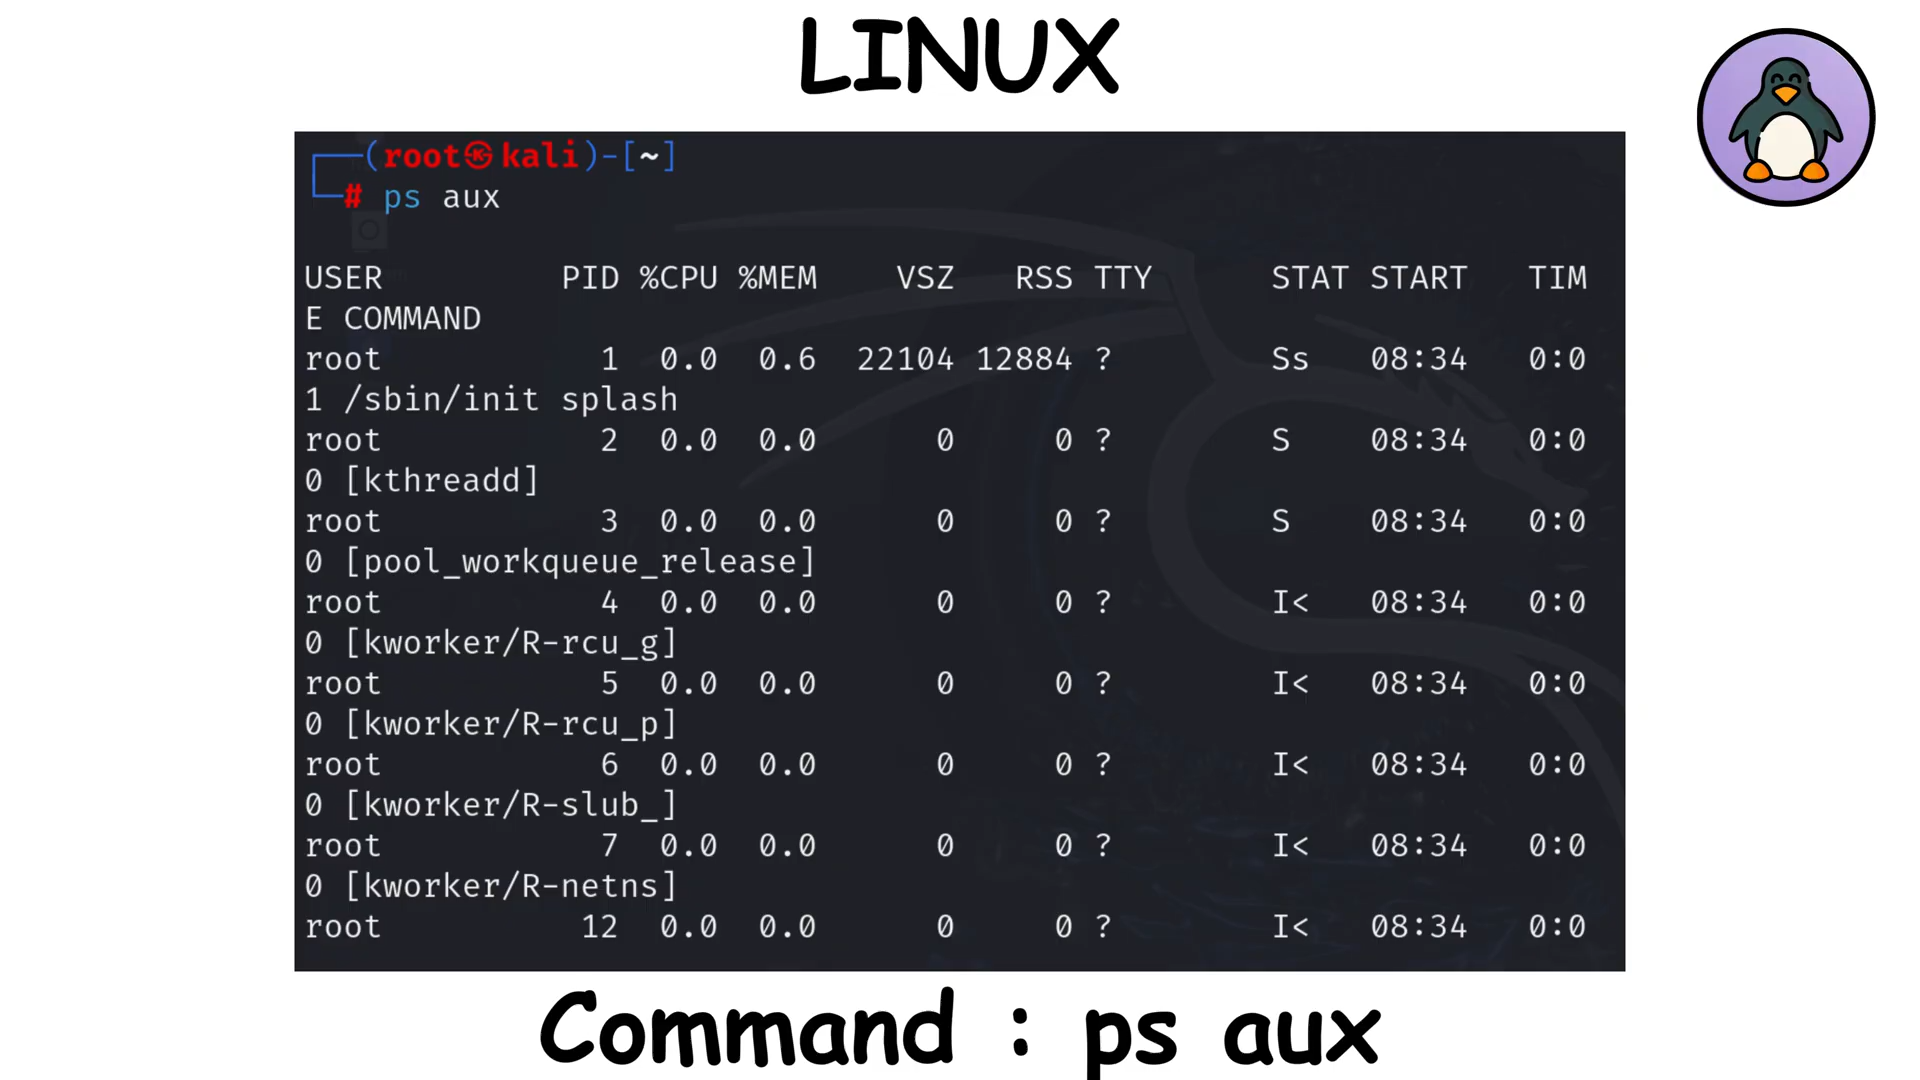 LINUX
┌──(root㉿kali)-[~]
└─# ps aux
USER PID %CPU %MEM VSZ RSS TTY STAT START TIM
E COMMAND
root 1 0.0 0.6 22104 12884 ? Ss 08:34 0:0
1 /sbin/init splash
root 2 0.0 0.0 0 0 ? S 08:34 0:0
0 [kthreadd]
root 3 0.0 0.0 0 0 ? S 08:34 0:0
0 [pool_workqueue_release]
root 4 0.0 0.0 0 0 ? I< 08:34 0:0
0 [kworker/R-rcu_g]
root 5 0.0 0.0 0 0 ? I< 08:34 0:0
0 [kworker/R-rcu_p]
root 6 0.0 0.0 0 0 ? I< 08:34 0:0
0 [kworker/R-slub_]
root 7 0.0 0.0 0 0 ? I< 08:34 0:0
0 [kworker/R-netns]
root 12 0.0 0.0 0 0 ? I< 08:34 0:0
Command : ps aux